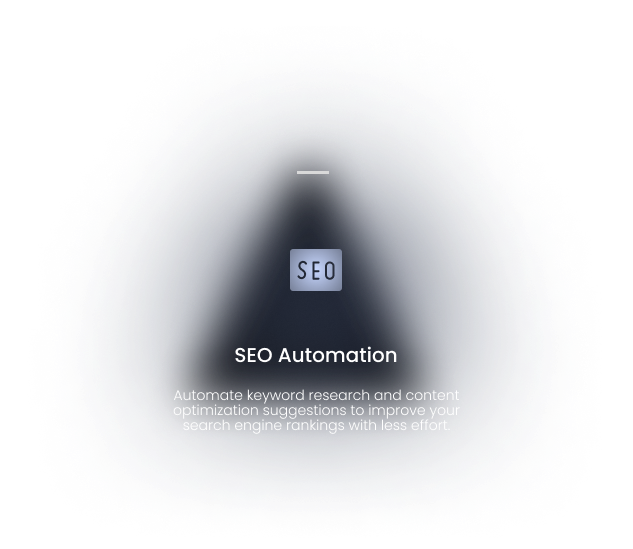 SEO
SEO Automation
Automate keyword research and content
optimization suggestions to improve your
search engine rankings with less effort.